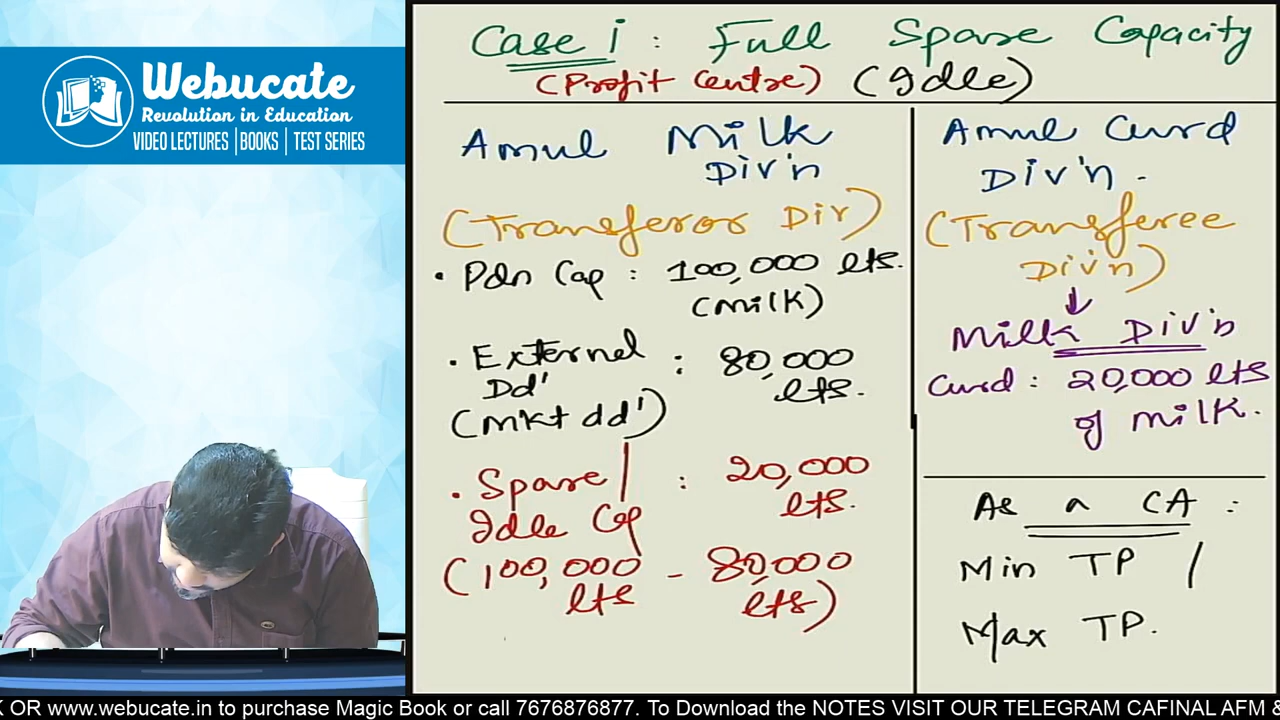 Webucate
Revolution in Education
VIDEO LECTURES | BOOKS | TEST SERIES
Case I : Full Spare Capacity
(Profit Centre) (Idle)
Amul Milk
Div'n
(Transferor Div)
• Pdn Cap : 100,000 lts.
(Milk)
• External : 80,000
Dd' lts.
(Mkt dd')
• Spare/ : 20,000
Idle Cap lts.
(100,000 - 80,000
lts lts)
Amul Curd
Div'n.
(Transferee
Div'n)
Milk Div'n
Curd : 20,000 lts
of milk.
As a CA :
Min TP /
Max TP.
K OR www.webucate.in to purchase Magic Book or call 7676876877. To Download the NOTES VISIT OUR TELEGRAM CAFINAL AFM &